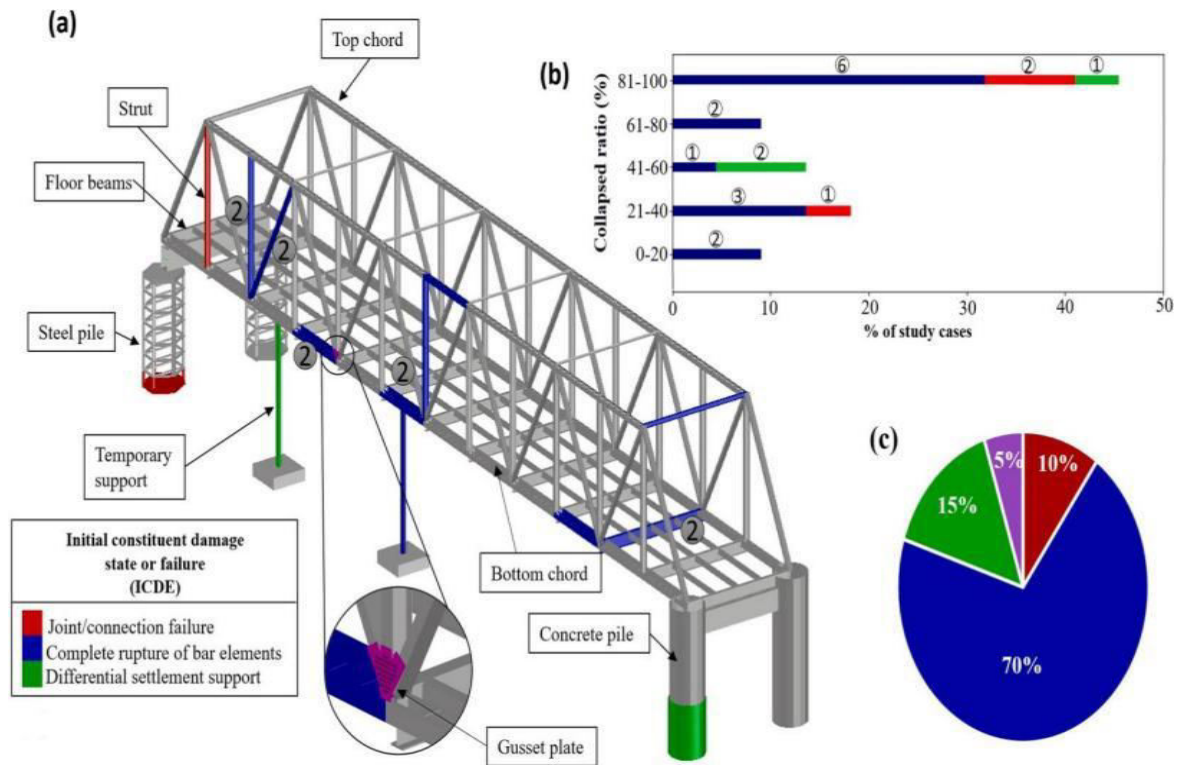 (a)
Top chord
Strut
Floor beams
2
2
Steel pile
2
2
Temporary
support
2
Bottom chord
Concrete pile
Gusset plate
Initial constituent damage
state or failure
(ICDE)
Joint/connection failure
Complete rupture of bar elements
Differential settlement support
(b)
Collapsed ratio (%)
81-100
⑥
②
①
61-80
②
41-60
①
②
21-40
③
①
0-20
②
0
10
20
30
40
50
% of study cases
(c)
5%
10%
15%
70%